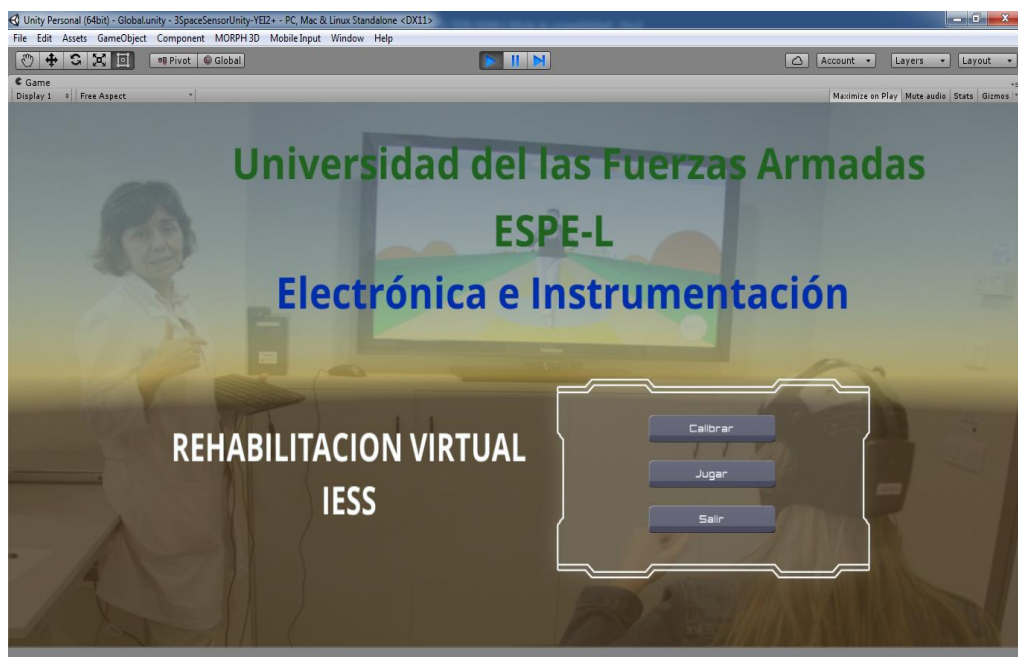 Unity Personal (64bit) - Global.unity - 3SpaceSensorUnity-YEI2+ - PC, Mac & Linux Standalone <DX11>
File Edit Assets GameObject Component MORPH 3D Mobile Input Window Help
Pivot Global Account Layers Layout
Game
Display 1 Free Aspect Maximize on Play Mute audio Stats Gizmos
Universidad del las Fuerzas Armadas
ESPE-L
Electrónica e Instrumentación
REHABILITACION VIRTUAL
IESS
Calibrar
Jugar
Salir